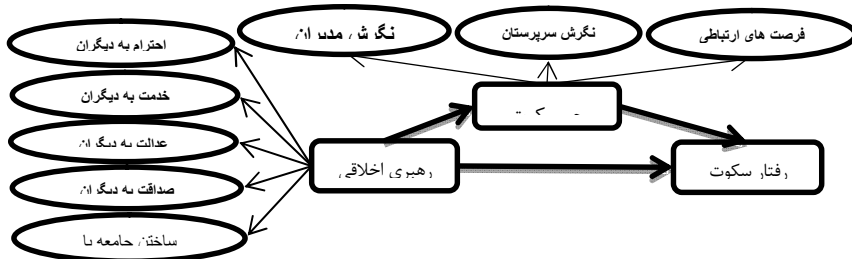 احترام به دیگران
نگرش مدیران
نگرش سرپرستان
فرصت های ارتباطی
خدمت به دیگران
عدالت به دیگران
رهبری اخلاقی
رفتار سکوت
صداقت به دیگران
ساختن جامعه با